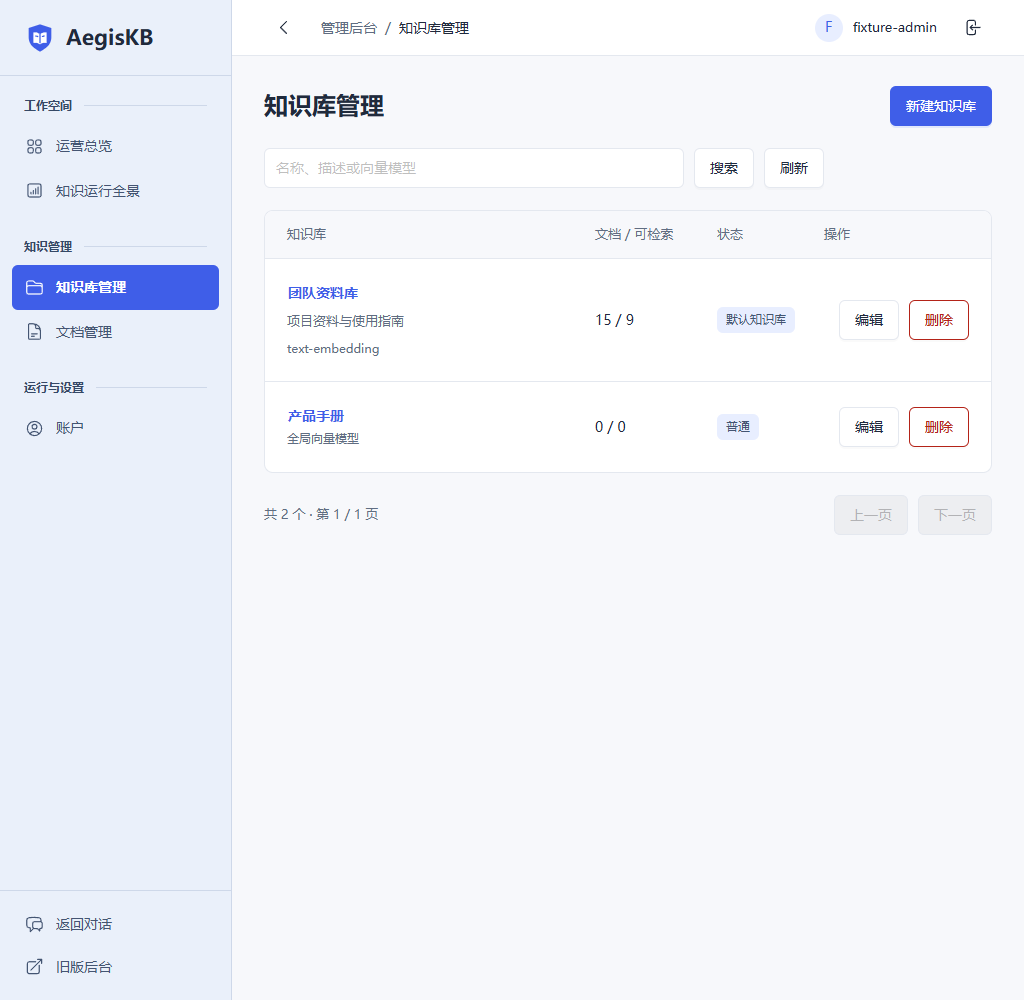 AegisKB
工作空间
运营总览
知识运行全景
知识管理
知识库管理
文档管理
运行与设置
账户
返回对话
旧版后台
管理后台 / 知识库管理
F fixture-admin
知识库管理
新建知识库
名称、描述或向量模型
搜索
刷新
知识库 文档 / 可检索 状态 操作
团队资料库
项目资料与使用指南
text-embedding
15 / 9
默认知识库
编辑
删除
产品手册
全局向量模型
0 / 0
普通
编辑
删除
共 2 个 · 第 1 / 1 页
上一页
下一页